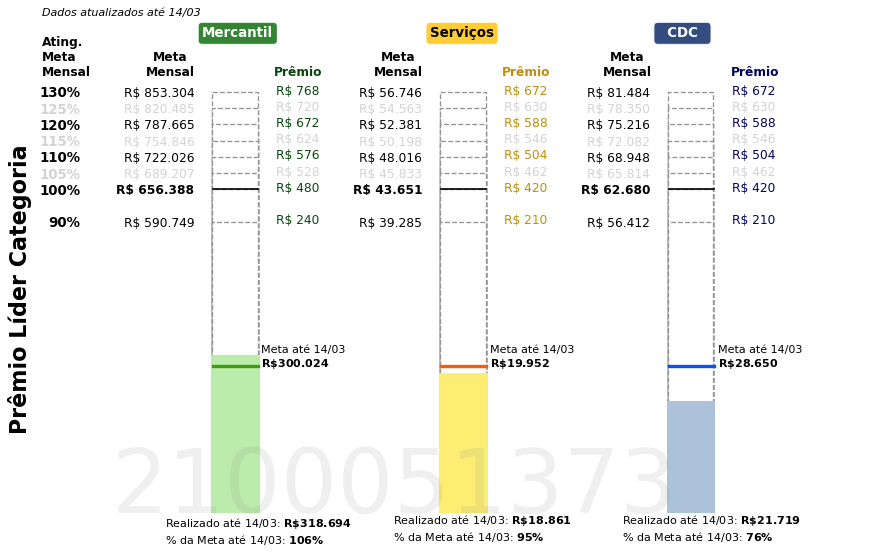 Dados atualizados até 14/03
Mercantil
Serviços
CDC
Ating.
Meta
Mensal
Meta
Mensal
Prêmio
Meta
Mensal
Prêmio
Meta
Mensal
Prêmio
130% R$ 853.304 R$ 768 R$ 56.746 R$ 672 R$ 81.484 R$ 672
125% R$ 820.485 R$ 720 R$ 54.563 R$ 630 R$ 78.350 R$ 630
120% R$ 787.665 R$ 672 R$ 52.381 R$ 588 R$ 75.216 R$ 588
115% R$ 754.846 R$ 624 R$ 50.198 R$ 546 R$ 72.082 R$ 546
110% R$ 722.026 R$ 576 R$ 48.016 R$ 504 R$ 68.948 R$ 504
105% R$ 689.207 R$ 528 R$ 45.833 R$ 462 R$ 65.814 R$ 462
100% R$ 656.388 R$ 480 R$ 43.651 R$ 420 R$ 62.680 R$ 420
90% R$ 590.749 R$ 240 R$ 39.285 R$ 210 R$ 56.412 R$ 210
Prêmio Líder Categoria
Meta até 14/03
R$300.024
Meta até 14/03
R$19.952
Meta até 14/03
R$28.650
2100051373
Realizado até 14/03: R$318.694
% da Meta até 14/03: 106%
Realizado até 14/03: R$18.861
% da Meta até 14/03: 95%
Realizado até 14/03: R$21.719
% da Meta até 14/03: 76%